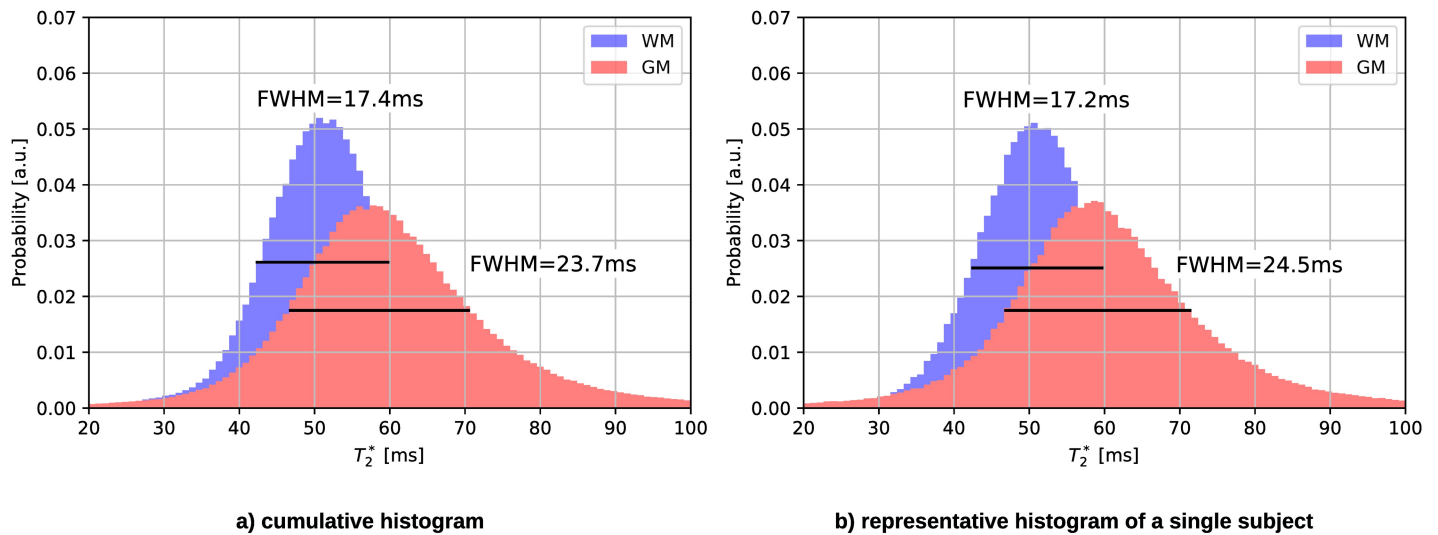 0.07
0.06
0.05
0.04
0.03
0.02
0.01
0.00
Probability [a.u.]
WM
GM
FWHM=17.4ms
FWHM=23.7ms
20 30 40 50 60 70 80 90 100
T₂* [ms]
a) cumulative histogram
0.07
0.06
0.05
0.04
0.03
0.02
0.01
0.00
Probability [a.u.]
WM
GM
FWHM=17.2ms
FWHM=24.5ms
20 30 40 50 60 70 80 90 100
T₂* [ms]
b) representative histogram of a single subject